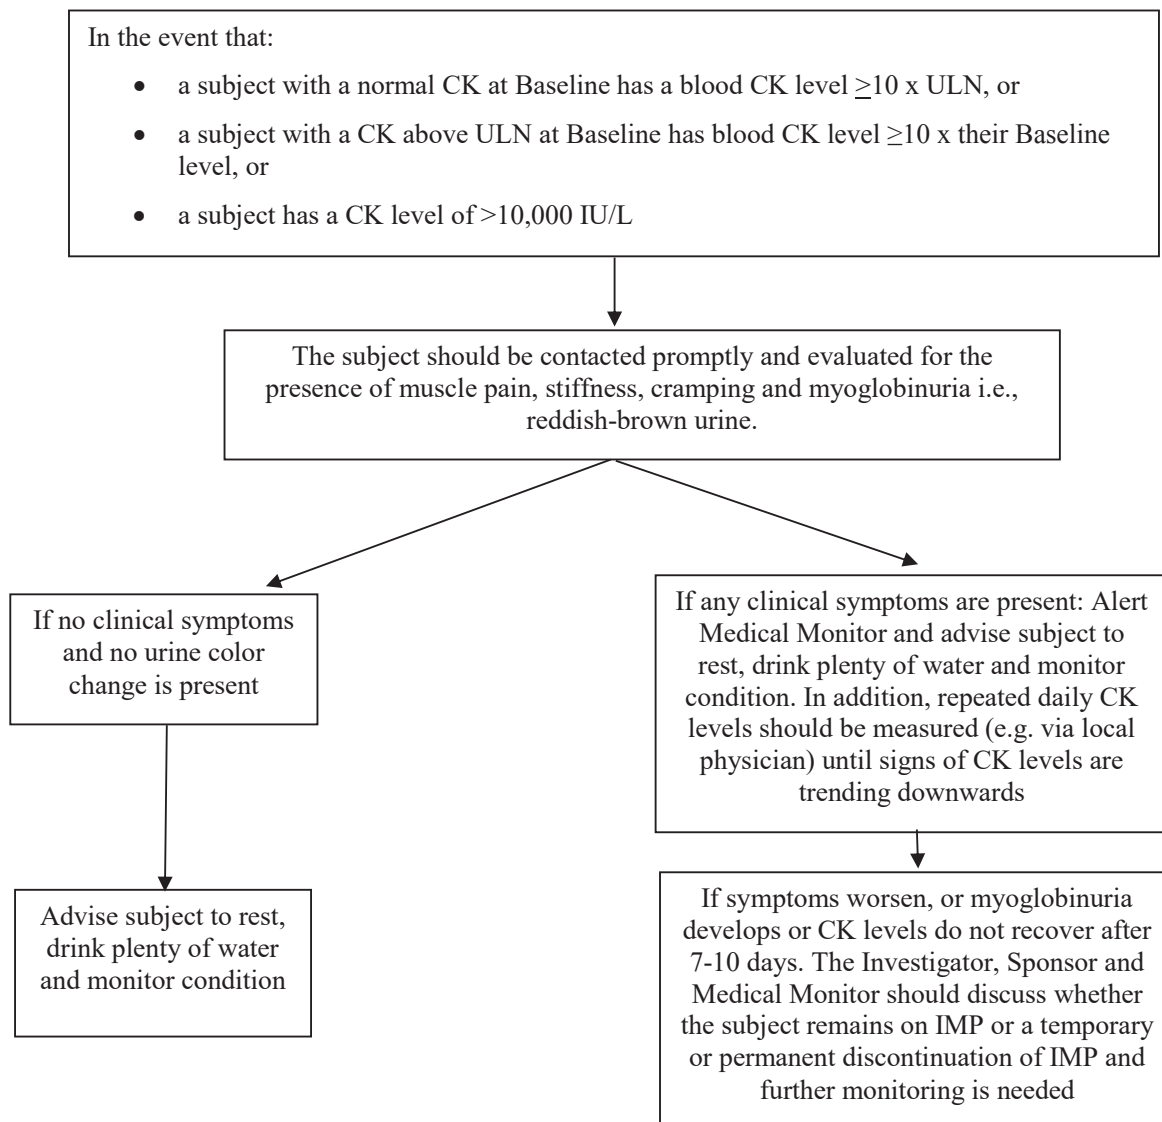 In the event that:
• a subject with a normal CK at Baseline has a blood CK level ≥10 x ULN, or
• a subject with a CK above ULN at Baseline has blood CK level ≥10 x their Baseline
level, or
• a subject has a CK level of >10,000 IU/L
The subject should be contacted promptly and evaluated for the
presence of muscle pain, stiffness, cramping and myoglobinuria i.e.,
reddish-brown urine.
If no clinical symptoms
and no urine color
change is present
Advise subject to rest,
drink plenty of water
and monitor condition
If any clinical symptoms are present: Alert
Medical Monitor and advise subject to
rest, drink plenty of water and monitor
condition. In addition, repeated daily CK
levels should be measured (e.g. via local
physician) until signs of CK levels are
trending downwards
If symptoms worsen, or myoglobinuria
develops or CK levels do not recover after
7-10 days. The Investigator, Sponsor and
Medical Monitor should discuss whether
the subject remains on IMP or a temporary
or permanent discontinuation of IMP and
further monitoring is needed